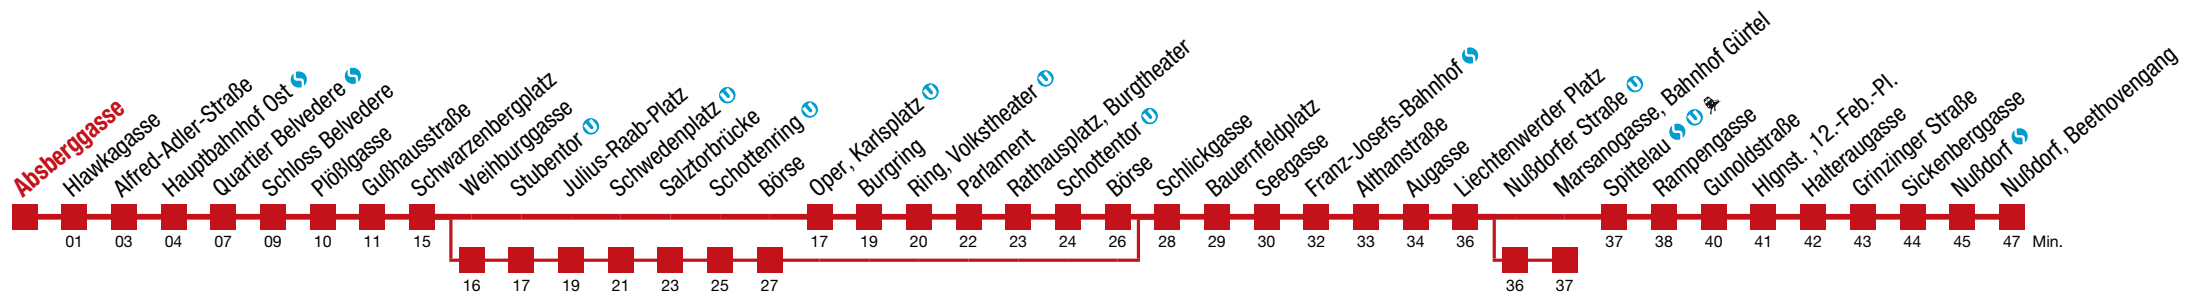 Absberggasse
Hlawkagasse
Alfred-Adler-Straße
Hauptbahnhof Ost
Quartier Belvedere
Schloss Belvedere
Plößlgasse
Gußhausstraße
Schwarzenbergplatz
Weihburggasse
Stubentor
Julius-Raab-Platz
Schwedenplatz
Salztorbrücke
Schottenring
Börse
Oper, Karlsplatz
Burgring
Ring, Volkstheater
Parlament
Rathausplatz, Burgtheater
Schottentor
Börse
Schlickgasse
Bauernfeldplatz
Seegasse
Franz-Josefs-Bahnhof
Althanstraße
Augasse
Liechtenwerder Platz
Nußdorfer Straße
Marsanogasse, Bahnhof Gürtel
Spittelau
Rampengasse
Gunoldstraße
Hlgnst. , 12.-Feb.-Pl.
Halteraugasse
Grinzinger Straße
Sickenberggasse
Nußdorf
Nußdorf, Beethovengang
01 03 04 07 09 10 11 15 17 19 20 22 23 24 26 28 29 30 32 33 34 36 37 38 40 41 42 43 44 45 47 Min.
16 17 19 21 23 25 27 36 37